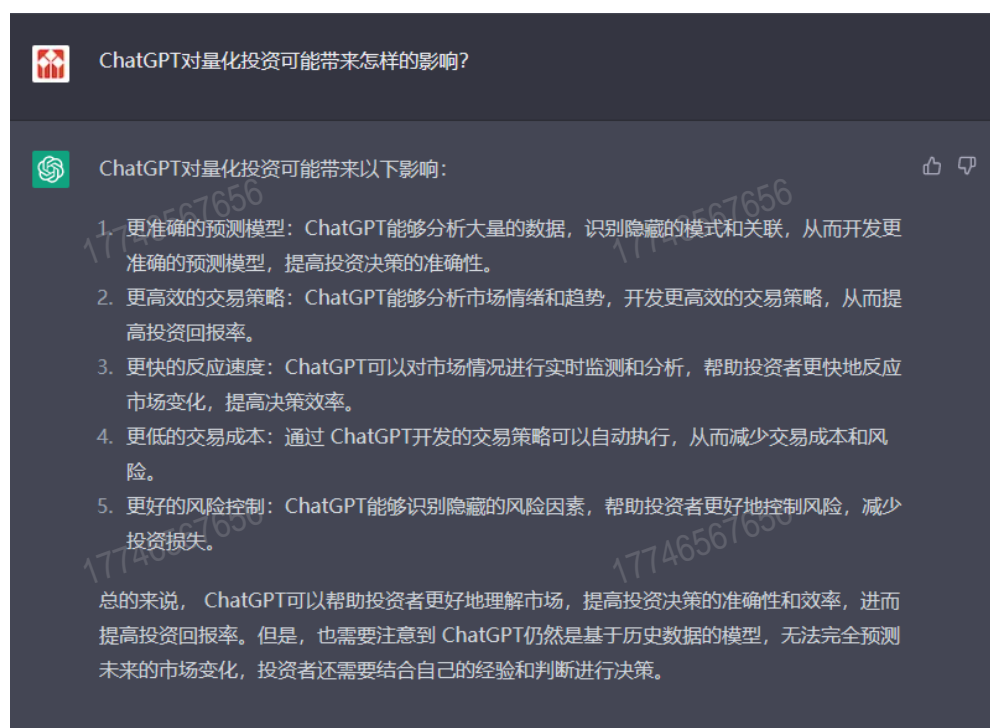 ChatGPT对量化投资可能带来怎样的影响?
ChatGPT对量化投资可能带来以下影响:
1. 更准确的预测模型：ChatGPT能够分析大量的数据，识别隐藏的模式和关联，从而开发更
准确的预测模型，提高投资决策的准确性。
2. 更高效的交易策略：ChatGPT能够分析市场情绪和趋势，开发更高效的交易策略，从而提
高投资回报率。
3. 更快的反应速度：ChatGPT可以对市场情况进行实时监测和分析，帮助投资者更快地反应
市场变化，提高决策效率。
4. 更低的交易成本：通过 ChatGPT开发的交易策略可以自动执行，从而减少交易成本和风
险。
5. 更好的风险控制：ChatGPT能够识别隐藏的风险因素，帮助投资者更好地控制风险，减少
投资损失。
总的来说， ChatGPT可以帮助投资者更好地理解市场，提高投资决策的准确性和效率，进而
提高投资回报率。但是，也需要注意到 ChatGPT仍然是基于历史数据的模型，无法完全预测
未来的市场变化，投资者还需要结合自己的经验和判断进行决策。
17746567656
17746567656
17746567656
17746567656